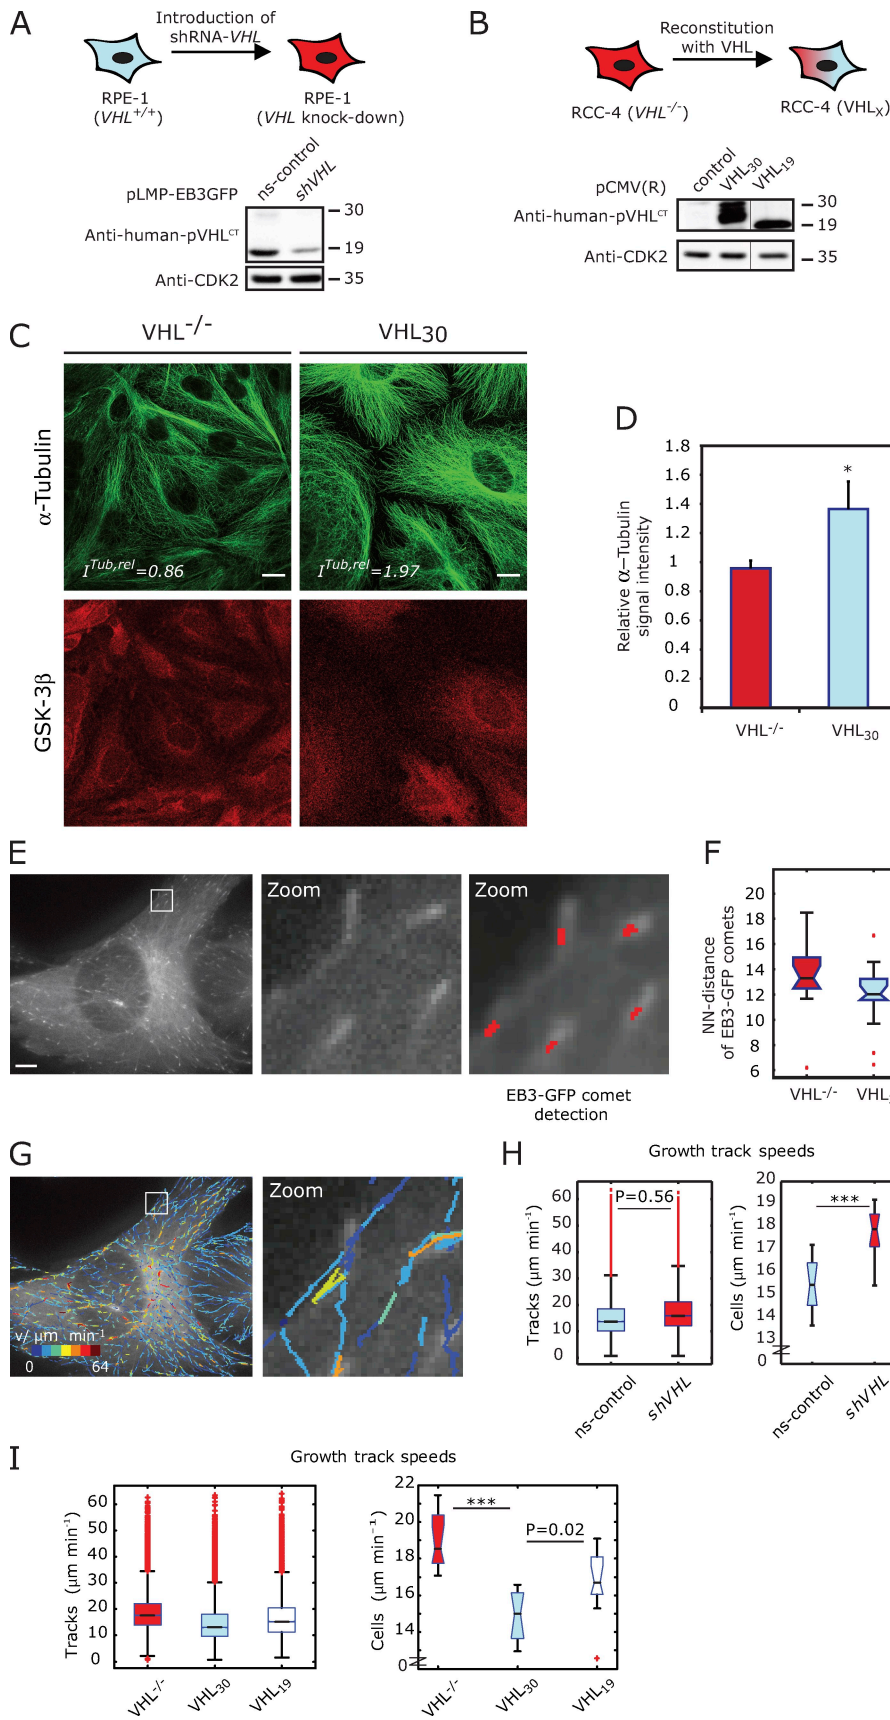 A
Introduction of
shRNA-VHL
RPE-1
(VHL+/+)
RPE-1
(VHL knock-down)
ns-control
shVHL
pLMP-EB3GFP
30
Anti-human-pVHLCT
19
Anti-CDK2
35
B
Reconstitution
with VHL
RCC-4 (VHL-/-)
RCC-4 (VHLX)
control
VHL30
VHL19
pCMV(R)
30
Anti-human-pVHLCT
19
Anti-CDK2
35
C
VHL-/-
VHL30
α-Tubulin
ITub,rel=0.86
ITub,rel=1.97
GSK-3β
D
Relative α-Tubulin
signal intensity
1.8
1.6
1.4
1.2
1
0.8
0.6
0.4
0.2
0
*
VHL-/-
VHL30
E
Zoom
Zoom
EB3-GFP comet
detection
F
NN-distance
of EB3-GFP comets
20
18
16
14
12
10
8
6
VHL-/-
G
v/ μm min-1
0
64
Zoom
H
Growth track speeds
Tracks (μm min-1)
60
50
40
30
20
10
0
P=0.56
ns-control
shVHL
Cells (μm min-1)
20
19
18
17
16
15
14
13
0
***
ns-control
shVHL
I
Growth track speeds
Tracks (μm min-1)
60
50
40
30
20
10
0
VHL-/-
VHL30
VHL19
Cells (μm min-1)
22
20
18
16
14
0
***
P=0.02
VHL-/-
VHL30
VHL19